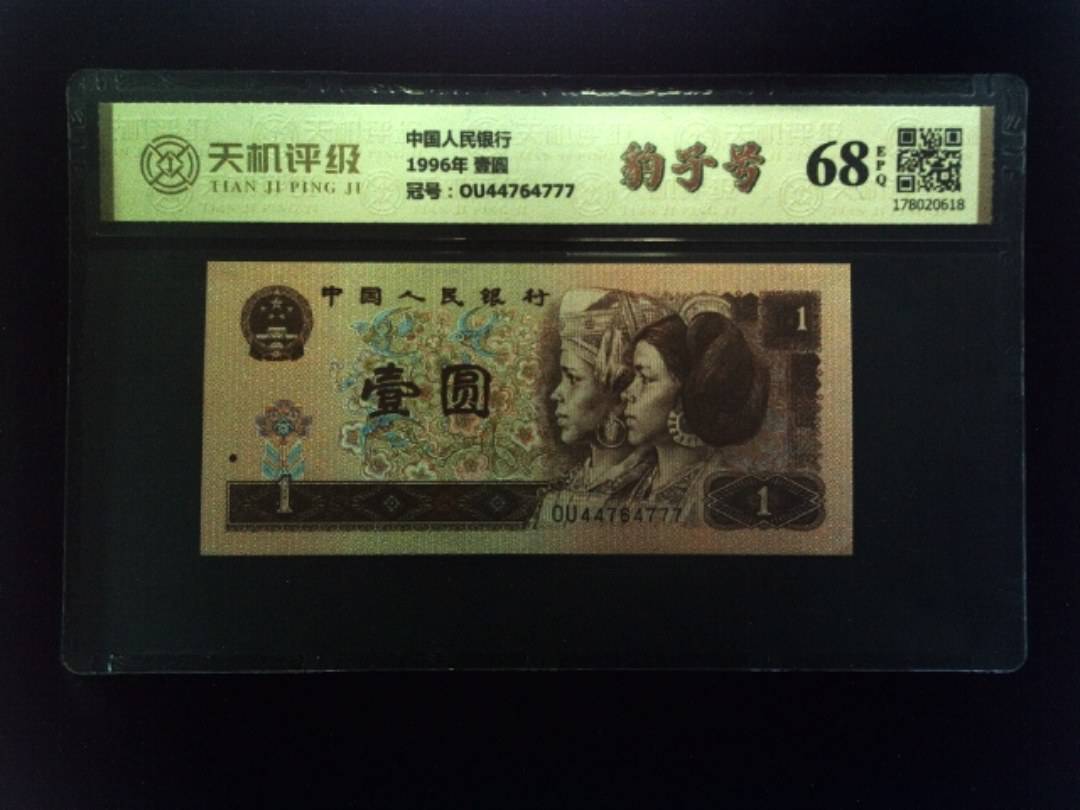 天机评级
TIAN JI PING JI
中国人民银行
1996年 壹圆
冠号：OU44764777
豹子号
68
EPQ
178020618
中国人民银行
1
壹圆
1
OU44764777
1